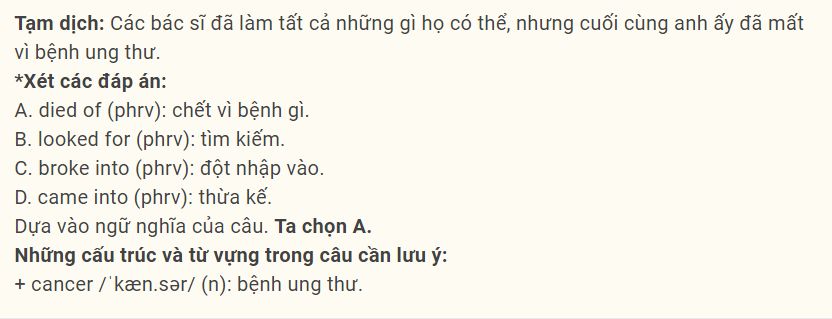 Tạm dịch: Các bác sĩ đã làm tất cả những gì họ có thể, nhưng cuối cùng anh ấy đã mất
vì bệnh ung thư.
*Xét các đáp án:
A. died of (phrv): chết vì bệnh gì.
B. looked for (phrv): tìm kiếm.
C. broke into (phrv): đột nhập vào.
D. came into (phrv): thừa kế.
Dựa vào ngữ nghĩa của câu. Ta chọn A.
Những cấu trúc và từ vựng trong câu cần lưu ý:
+ cancer /ˈkæn.sər/ (n): bệnh ung thư.